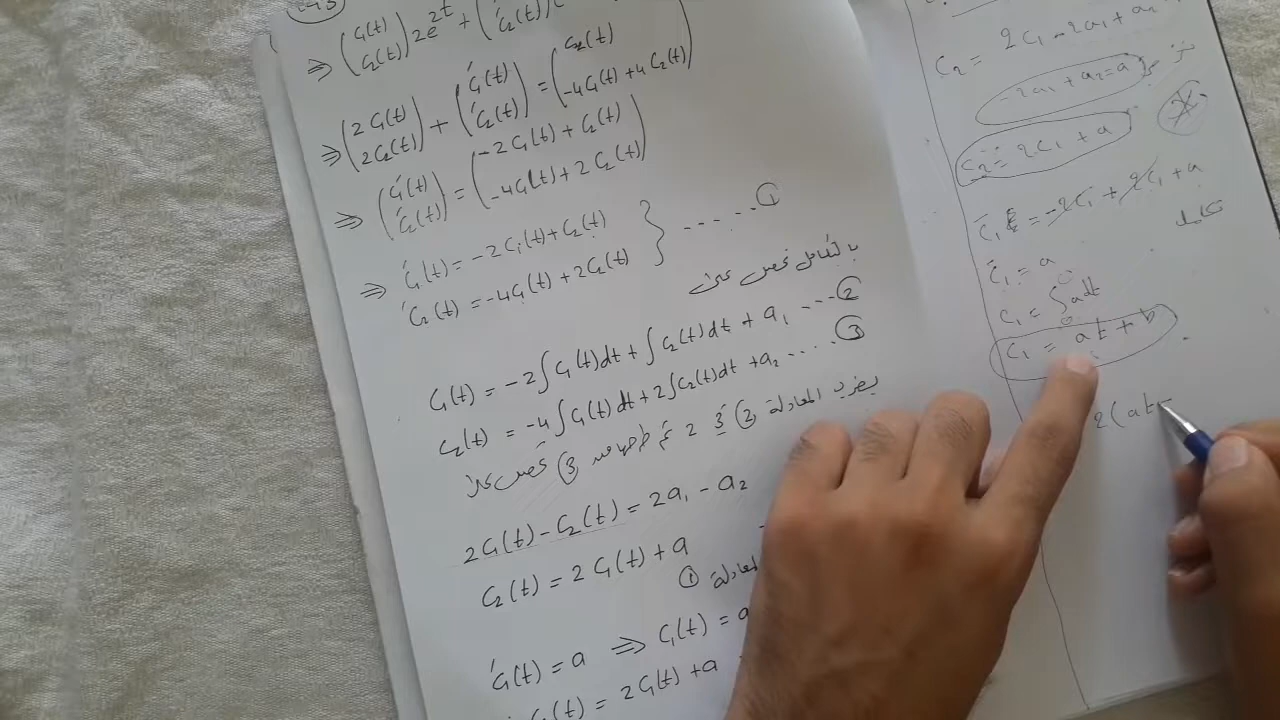 ⇒ (C₁(t) C₂(t)) 2e^{2t} + (
⇒ (2C₁(t) 2C₂(t)) + (C₁'(t) C₂'(t)) = (C₂(t) -4C₁(t)+4C₂(t))
⇒ (C₁'(t) C₂'(t)) = (-2C₁(t)+C₂(t) -4C₁(t)+2C₂(t))
⇒ C₁'(t) = -2C₁(t)+C₂(t)
C₂'(t) = -4C₁(t)+2C₂(t) } ..... ①
بالتكامل نحصل على
C₁(t) = -2∫C₁(t)dt + ∫C₂(t)dt + a₁ ... ②
C₂(t) = -4∫C₁(t)dt + 2∫C₂(t)dt + a₂ .... ③
بضرب المعادلة ② في 2 ثم ③ نحصل على
2C₁(t) - C₂(t) = 2a₁ - a₂
C₂(t) = 2C₁(t) + a
①
C₁'(t) = a ⇒ C₁(t) = a
C₂(t) = 2C₁(t) + a
C₂ = 2C₁ - 2a₁ + a₂
-2a₁ + a₂ = a
C₂ = 2C₁ + a
C₁' = -2C₁ + 2C₁ + a
C₁' = a
C₁ = ∫a dt
C₁ = at + b
2(at